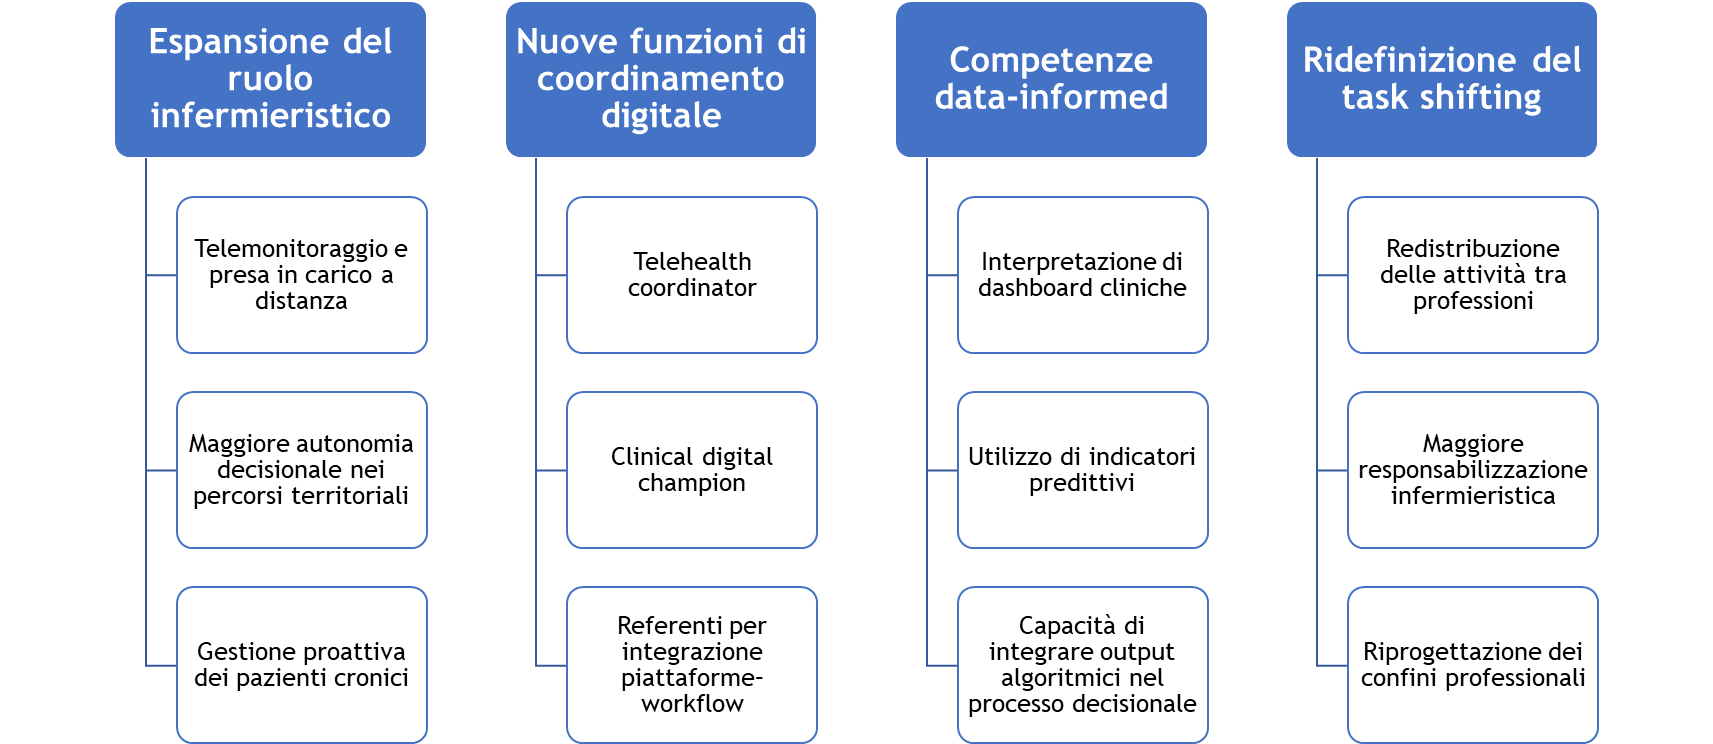 Espansione del
ruolo
infermieristico
Telemonitoraggio e
presa in carico a
distanza
Maggiore autonomia
decisionale nei
percorsi territoriali
Gestione proattiva
dei pazienti cronici
Nuove funzioni di
coordinamento
digitale
Telehealth
coordinator
Clinical digital
champion
Referenti per
integrazione
piattaforme–
workflow
Competenze
data-informed
Interpretazione di
dashboard cliniche
Utilizzo di indicatori
predittivi
Capacità di
integrare output
algoritmici nel
processo decisionale
Ridefinizione del
task shifting
Redistribuzione
delle attività tra
professioni
Maggiore
responsabilizzazione
infermieristica
Riprogettazione dei
confini professionali